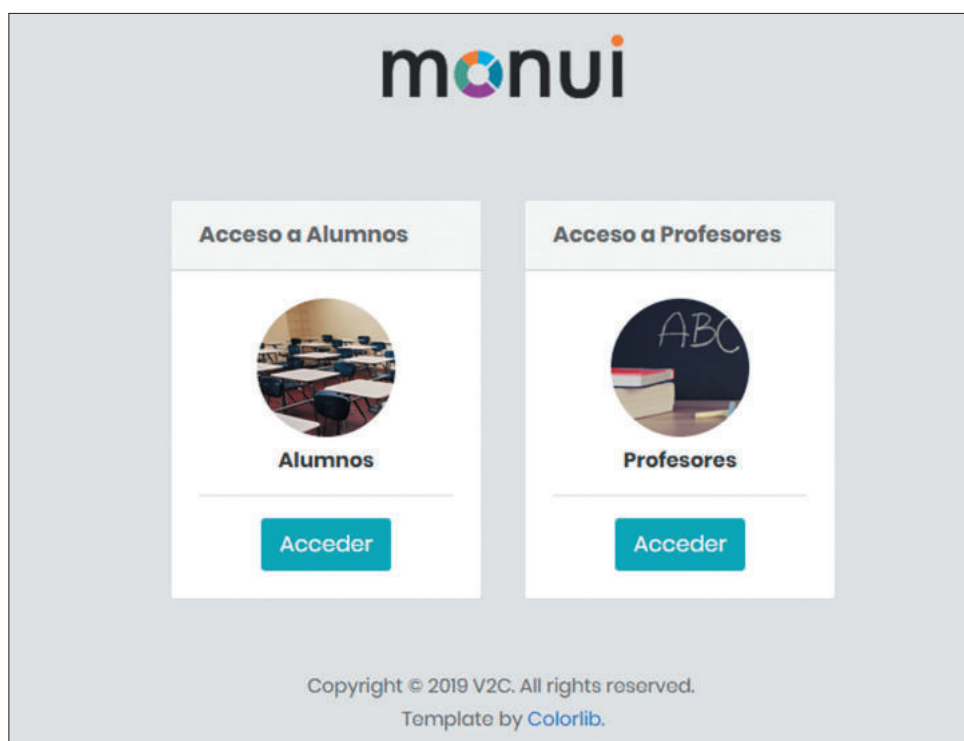 monui
Acceso a Alumnos
Alumnos
Acceder
Acceso a Profesores
ABC
Profesores
Acceder
Copyright © 2019 V2C. All rights reserved.
Template by Colorlib.